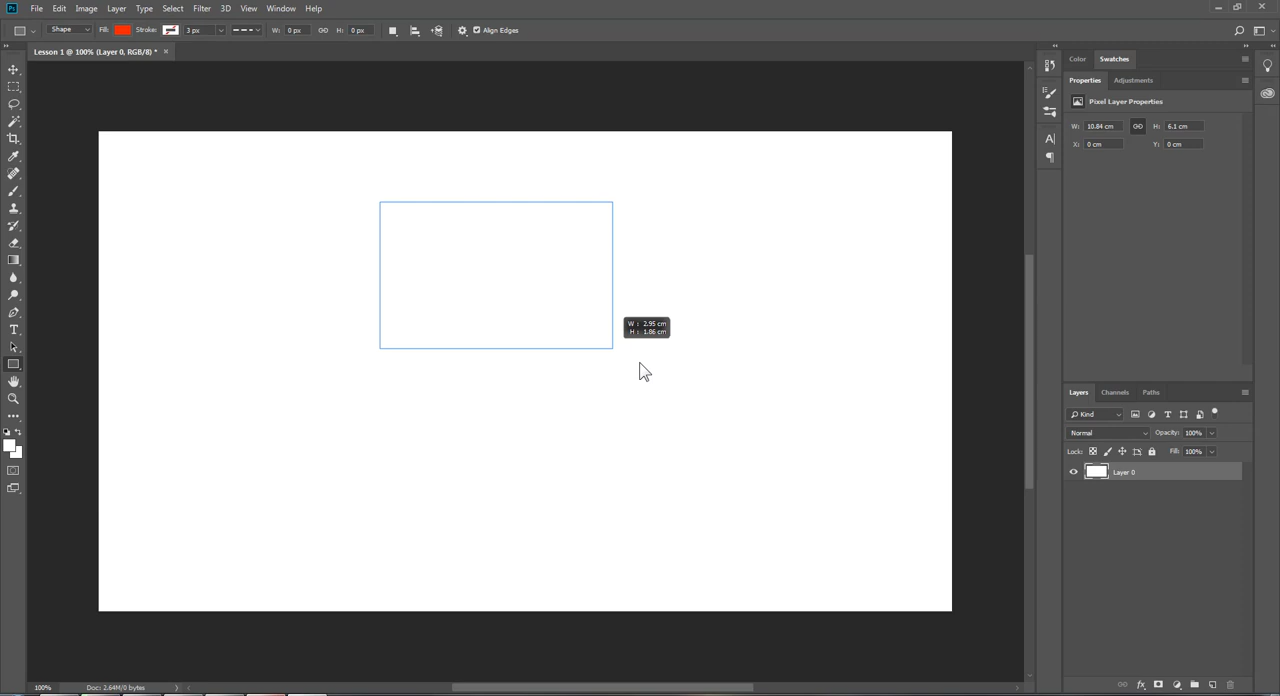 Ps File Edit Image Layer Type Select Filter 3D View Window Help
Shape Fill: Stroke: 3 px W: 0 px H: 0 px Align Edges
Lesson 1 @ 100% (Layer 0, RGB/8) * ×
Color Swatches
Properties Adjustments
Pixel Layer Properties
W: 10.84 cm H: 6.1 cm
X: 0 cm Y: 0 cm
W : 2.95 cm
H : 1.86 cm
Layers Channels Paths
Kind
Normal Opacity: 100%
Lock: Fill: 100%
Layer 0
100% Doc: 2.64M/0 bytes